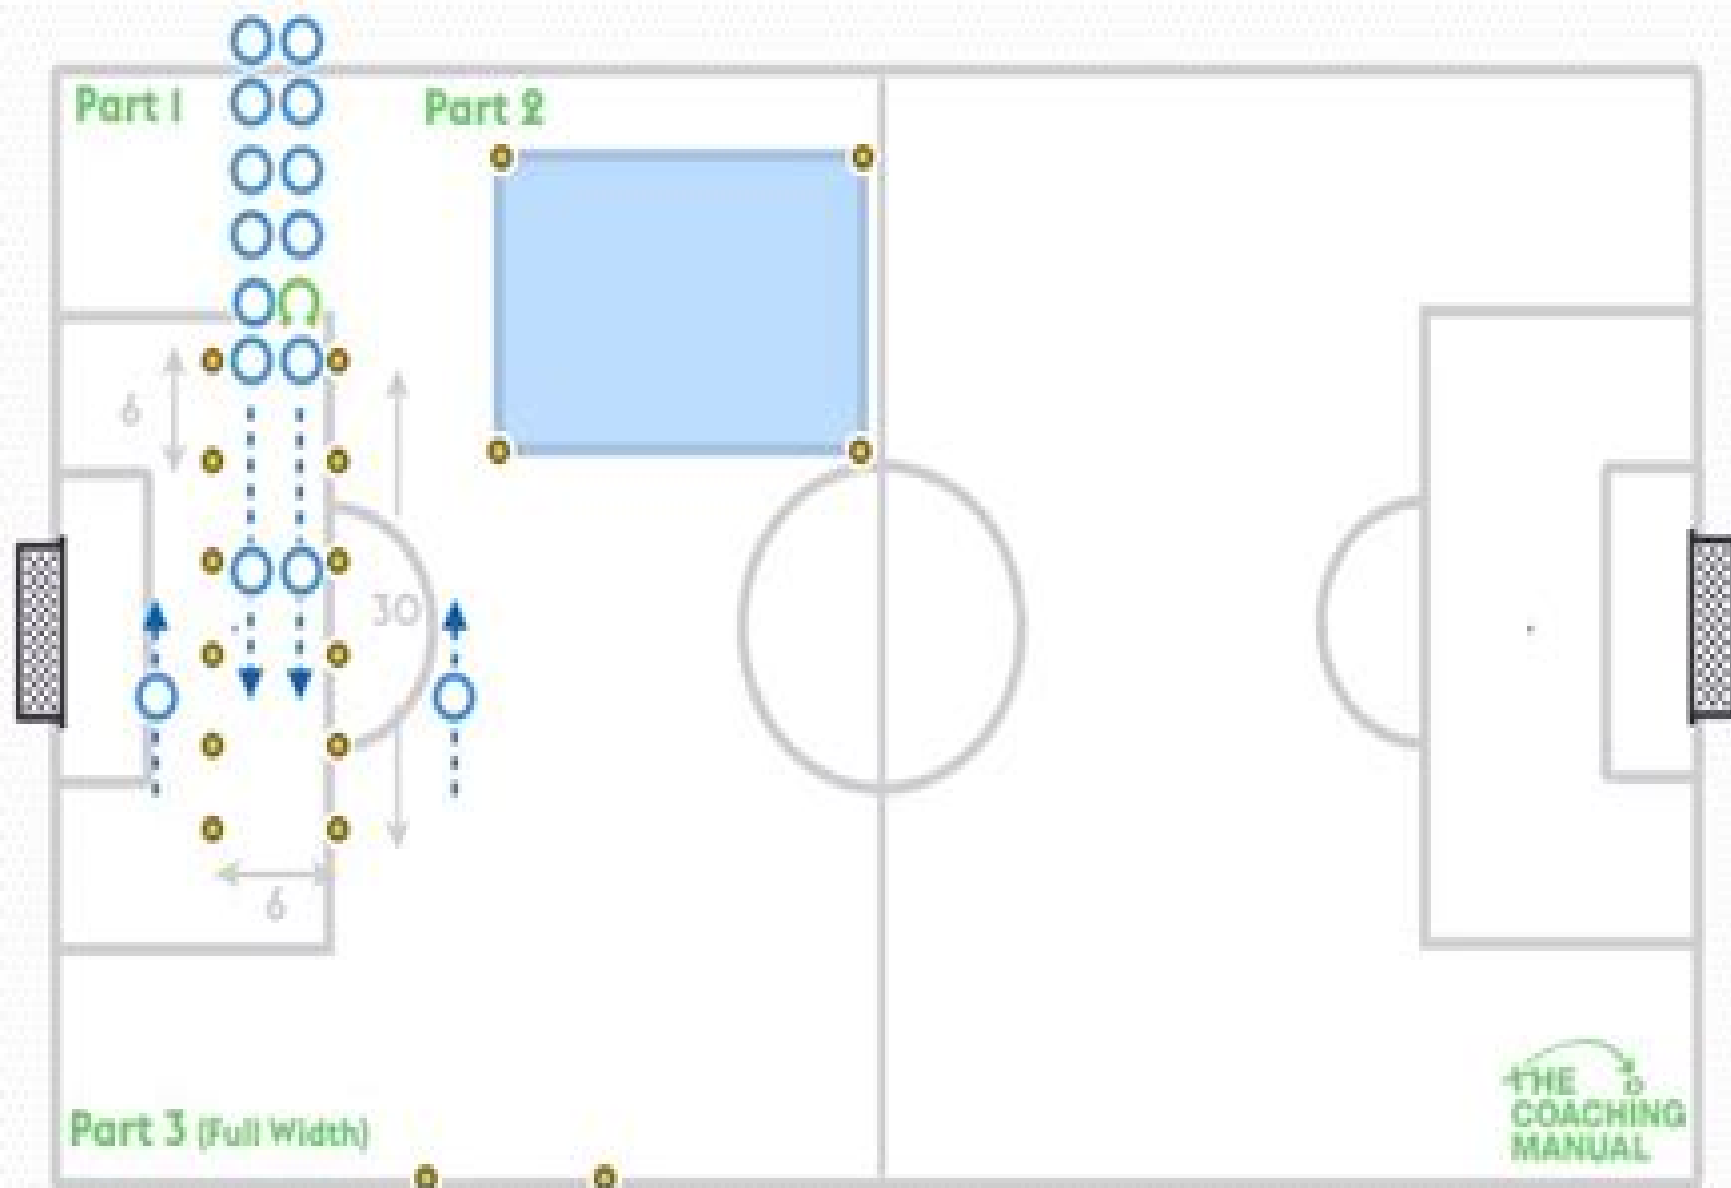 Part 1
Part 2
6
30
6
Part 3 (Full Width)
THE
COACHING
MANUAL